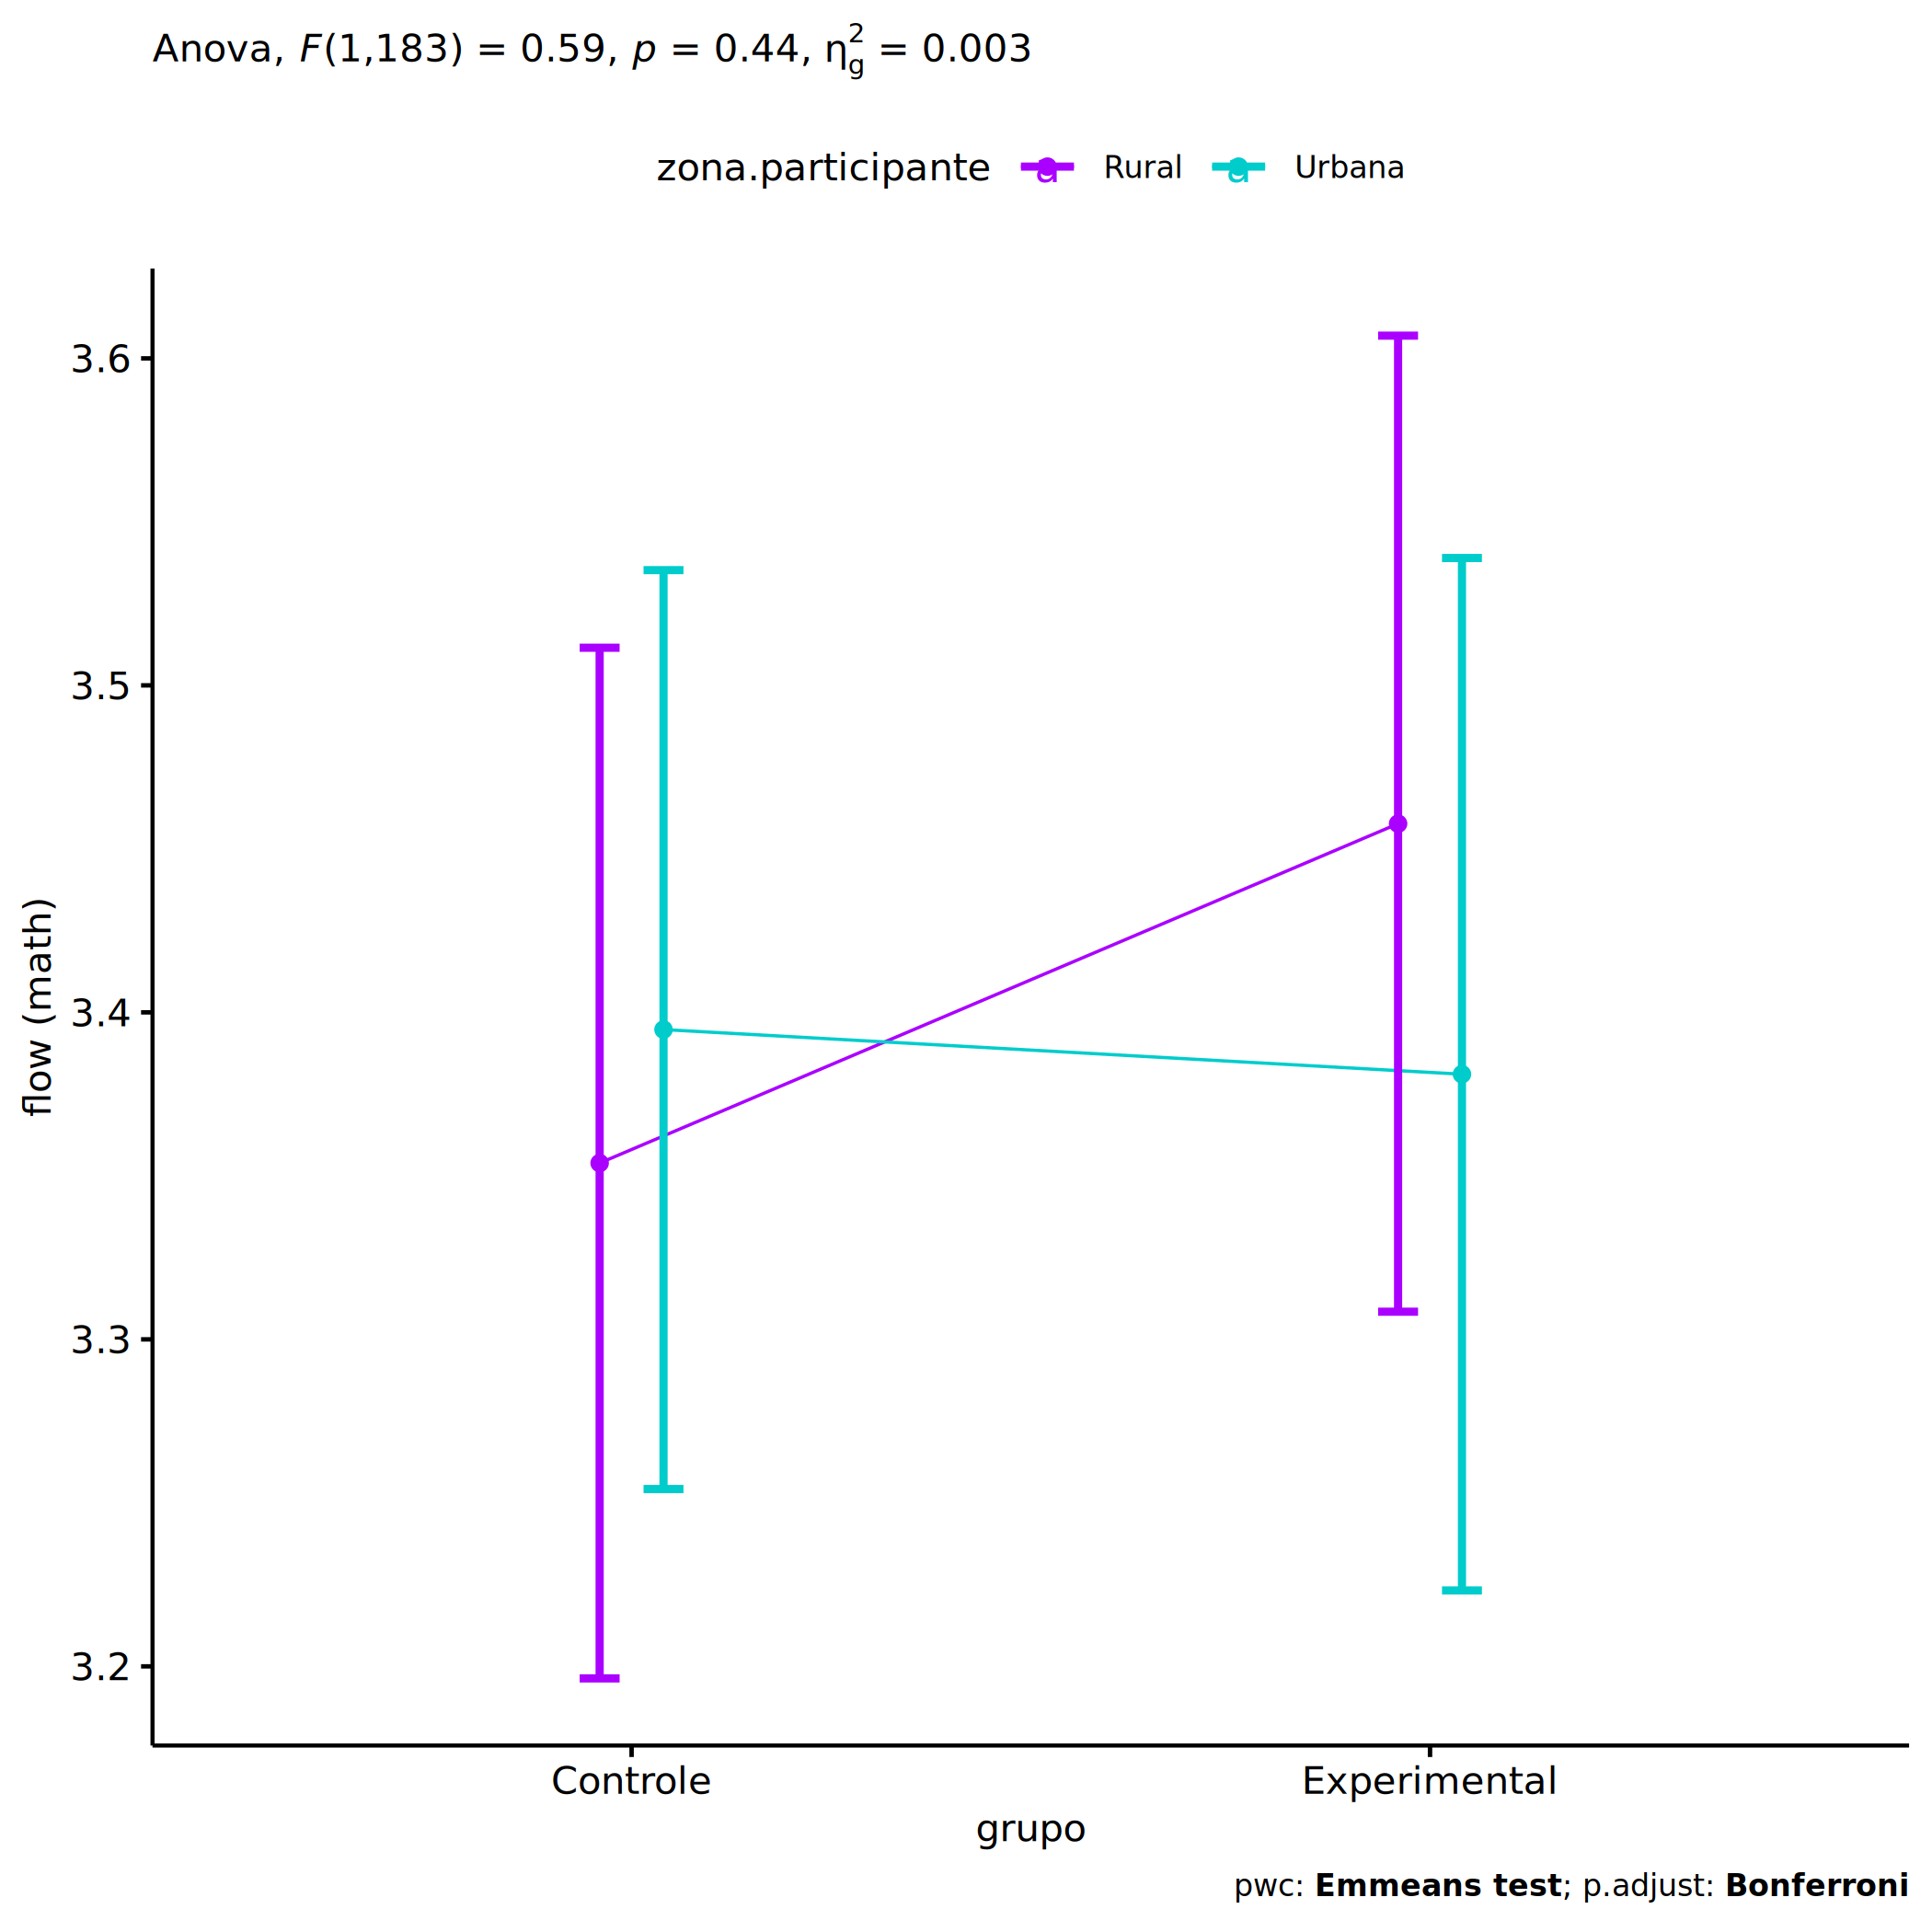 Anova, F(1,183) = 0.59, p = 0.44, η²g = 0.003
zona.participante a Rural a Urbana
3.6
3.5
3.4
3.3
3.2
flow (math)
Controle Experimental
grupo
pwc: Emmeans test; p.adjust: Bonferroni